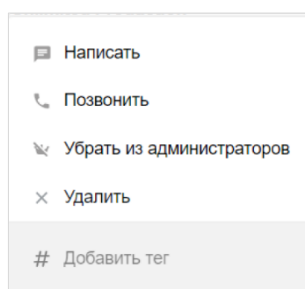 Написать
Позвонить
Убрать из администраторов
Удалить
# Добавить тег